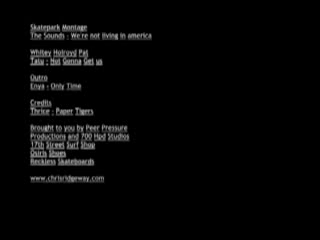 Skatepark Montage
The Sounds - We're not living in america
Whitey Holroyd Pat
Tatu - Not Gonna Get us
Outro
Enya - Only Time
Credits
Thrice - Paper Tigers
Brought to you by Peer Pressure
Productions and 700 Hpd Studios
17th Street Surf Shop
Osiris Shoes
Reckless Skateboards
www.chrisridgeway.com